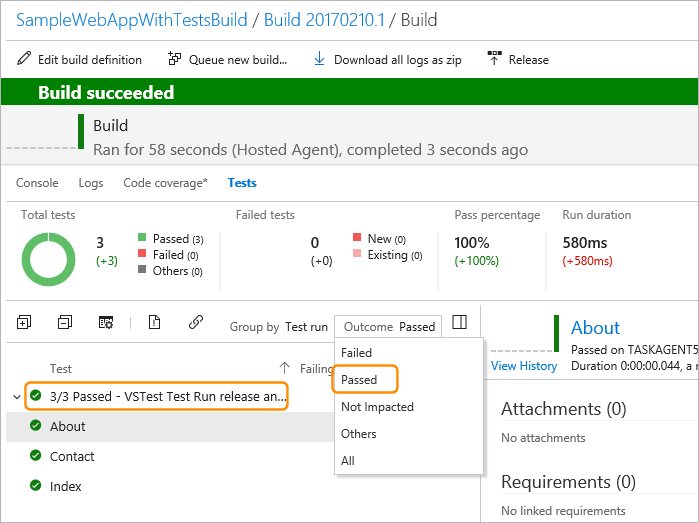 SampleWebAppWithTestsBuild / Build 20170210.1 / Build
Edit build definition Queue new build... Download all logs as zip Release
Build succeeded
Build
Ran for 58 seconds (Hosted Agent), completed 3 seconds ago
Console Logs Code coverage* Tests
Total tests Failed tests Pass percentage Run duration
3 Passed (3) 0 New (0) 100% 580ms
(+3) Failed (0) (+0) Existing (0) (+100%) (+580ms)
Others (0)
Group by Test run Outcome Passed
Test Failing
Failed
Passed
Not Impacted
Others
All
3/3 Passed - VSTest Test Run release an...
About
Contact
Index
About
Passed on TASKAGENT5
View History Duration 0:00:00.044, a
Attachments (0)
No attachments
Requirements (0)
No linked requirements